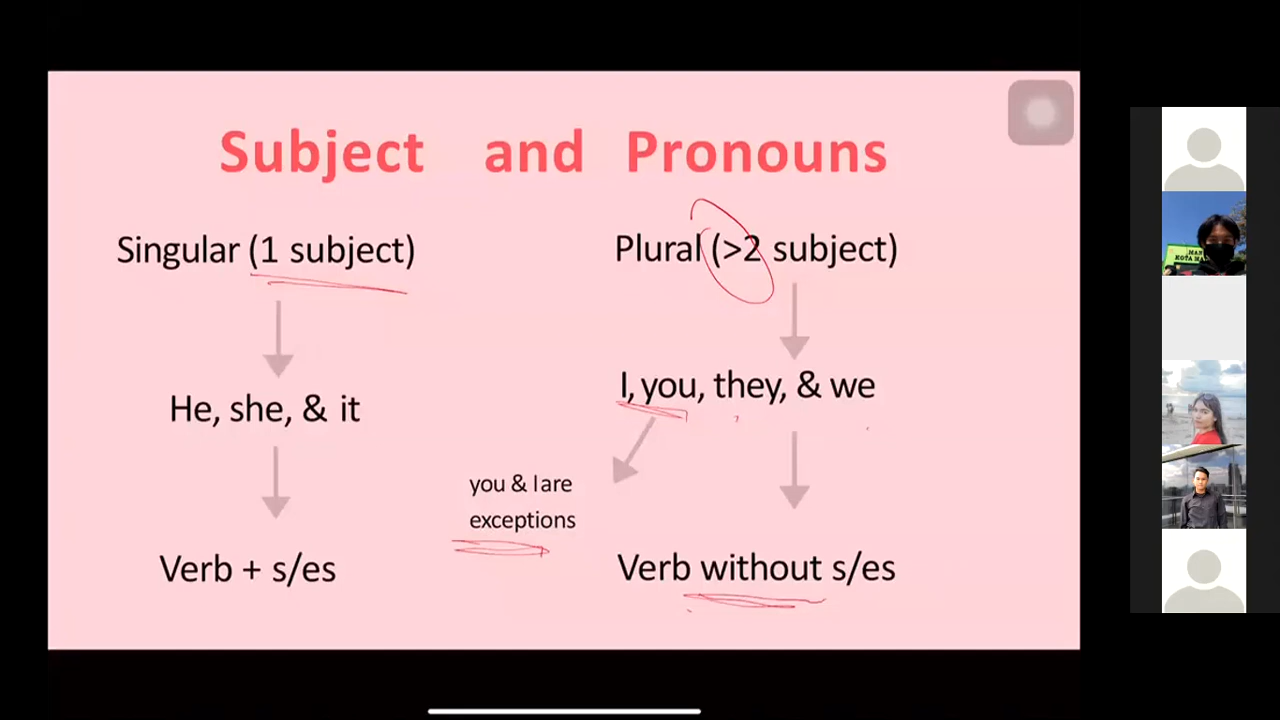 Subject and Pronouns
Singular (1 subject)
Plural (>2 subject)
He, she, & it
I, you, they, & we
you & I are
exceptions
Verb + s/es
Verb without s/es